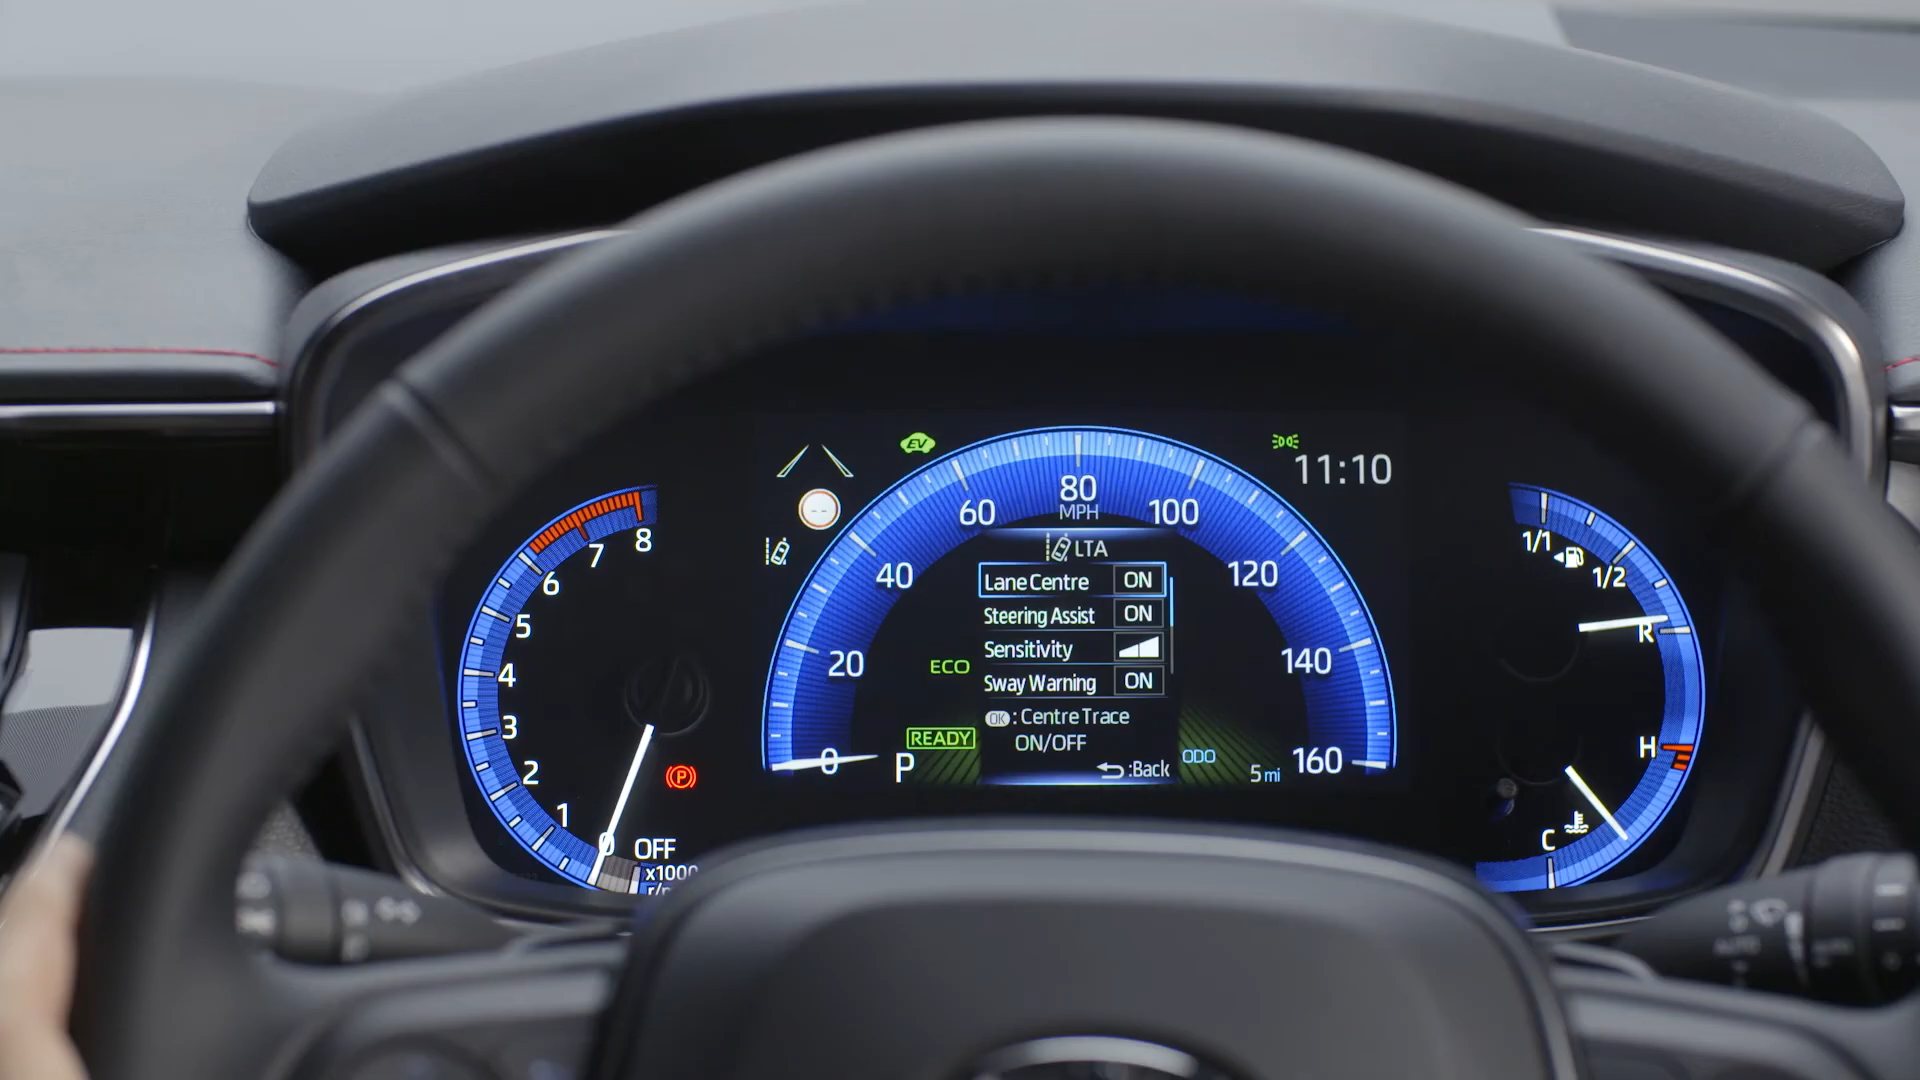 EV
11:10
80
MPH
60
100
40
120
20
140
0
160
LTA
Lane Centre ON
Steering Assist ON
Sensitivity
Sway Warning ON
OK : Centre Trace
ON/OFF
:Back
ECO
READY
P
ODO
5 mi
8
7
6
5
4
3
2
1
0
OFF
x1000
(P)
1/1
1/2
R
H
C
AUTO